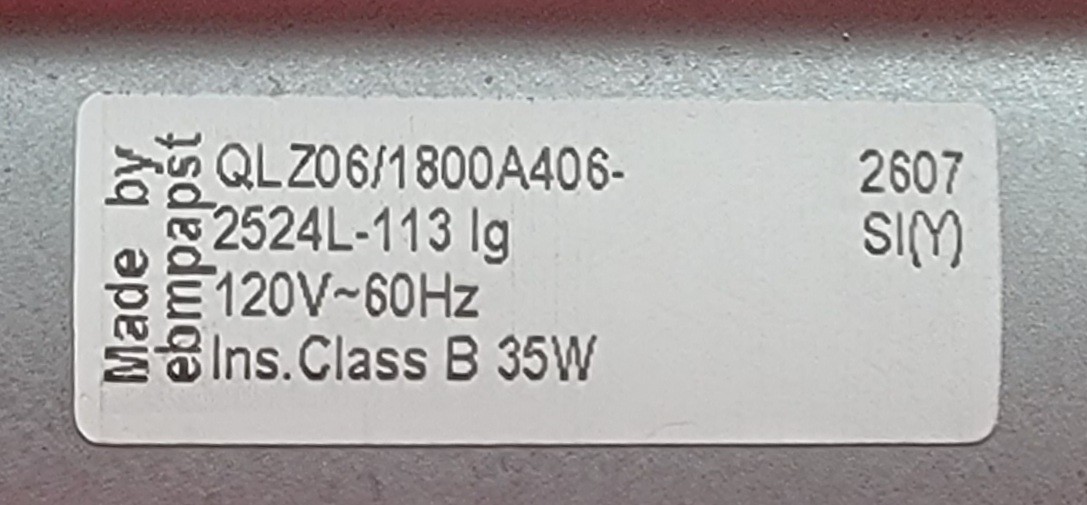 Made by
ebmpapst
QLZ06/1800A406-
2524L-113 lg
120V~60Hz
Ins.Class B 35W
2607
SI(Y)